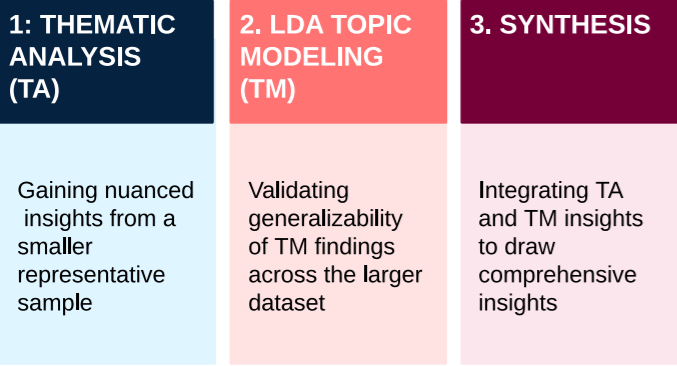 1: THEMATIC
ANALYSIS
(TA)
Gaining nuanced
insights from a
smaller
representative
sample
2. LDA TOPIC
MODELING
(TM)
Validating
generalizability
of TM findings
across the larger
dataset
3. SYNTHESIS
Integrating TA
and TM insights
to draw
comprehensive
insights